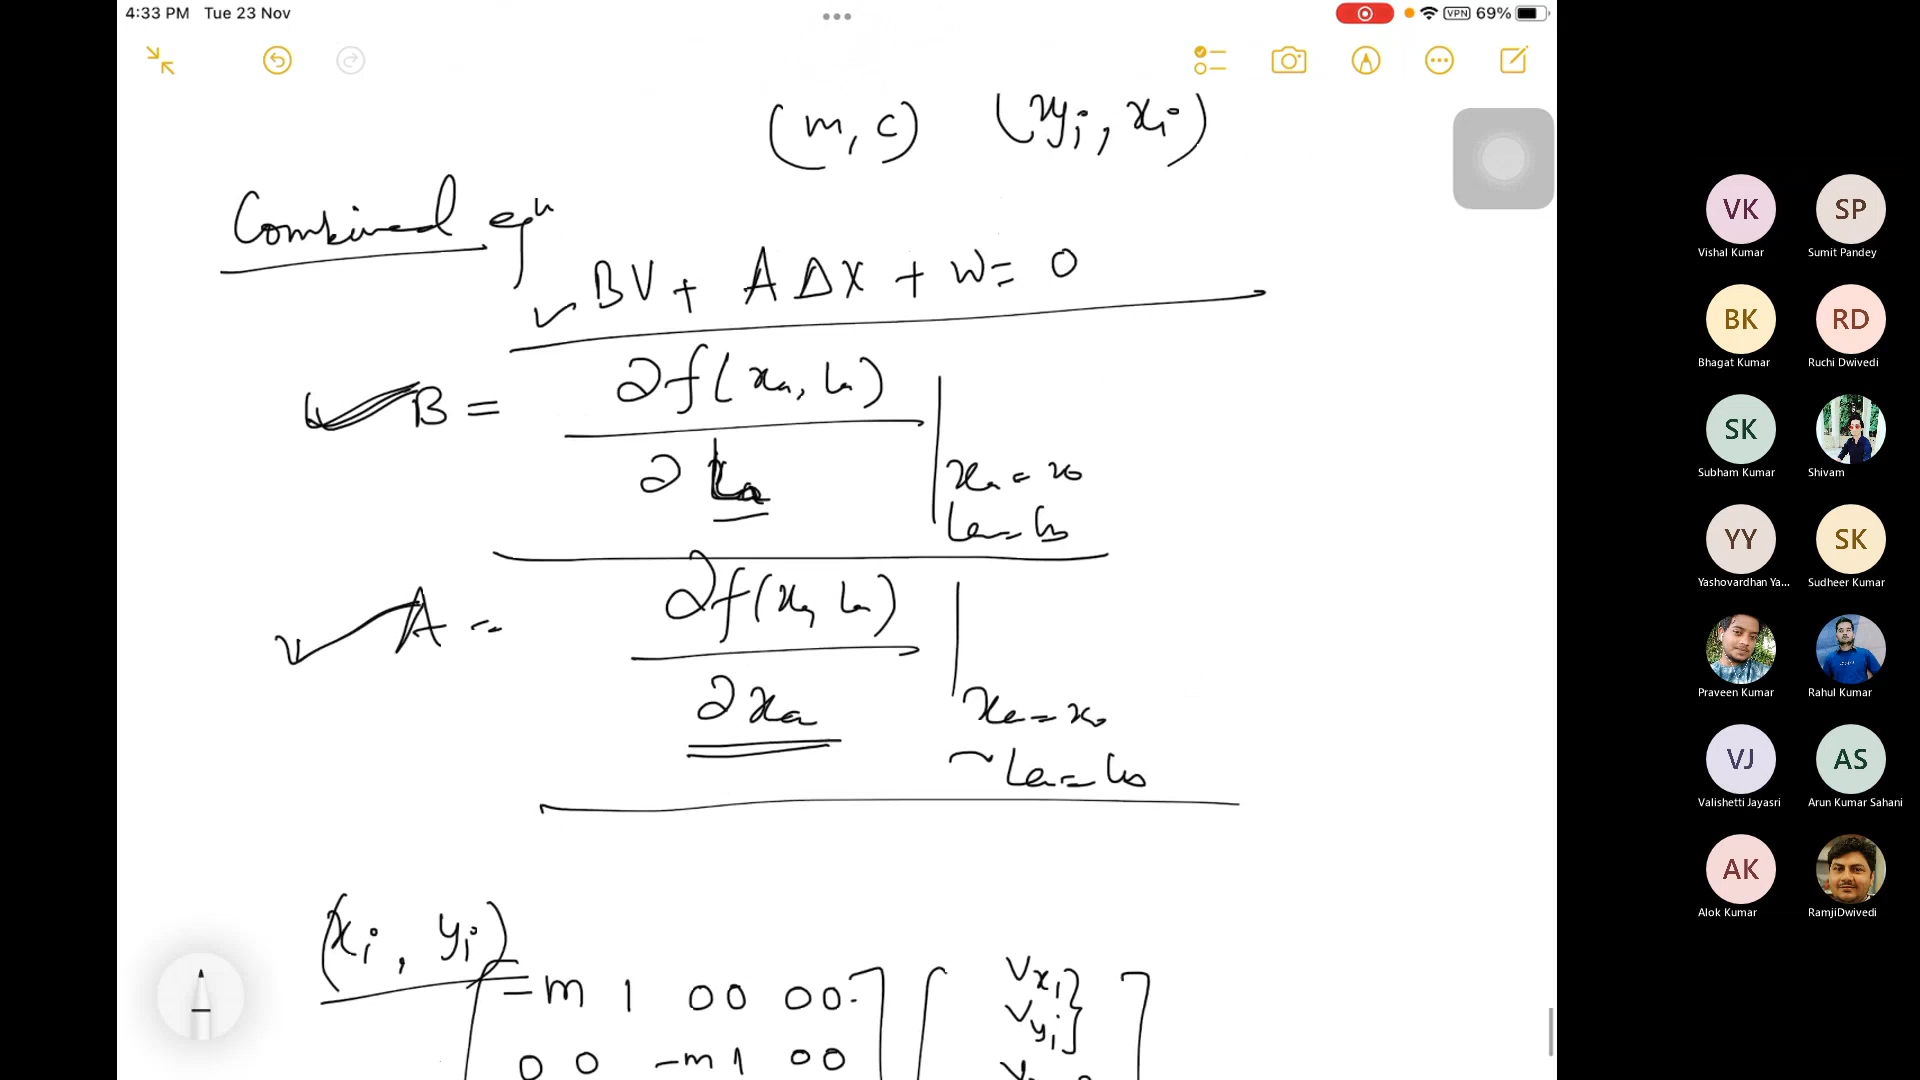 4:33 PM Tue 23 Nov
VPN 69%
(m, c) (yi, xi)
Combined eqn
BV + A ΔX + W = 0
B = ∂f(xa, La)
∂La
xa = x0
La = Lb
A = ∂f(xa, La)
∂xa
xa = x0
La = Lb
(xi, yi)
-m 1 0 0 0 0 Vxi
Vyi
0 0 -m 1 0 0
VK SP
Vishal Kumar Sumit Pandey
BK RD
Bhagat Kumar Ruchi Dwivedi
SK
Subham Kumar Shivam
YY SK
Yashovardhan Ya... Sudheer Kumar
Praveen Kumar Rahul Kumar
VJ AS
Valishetti Jayasri Arun Kumar Sahani
AK
Alok Kumar RamjiDwivedi